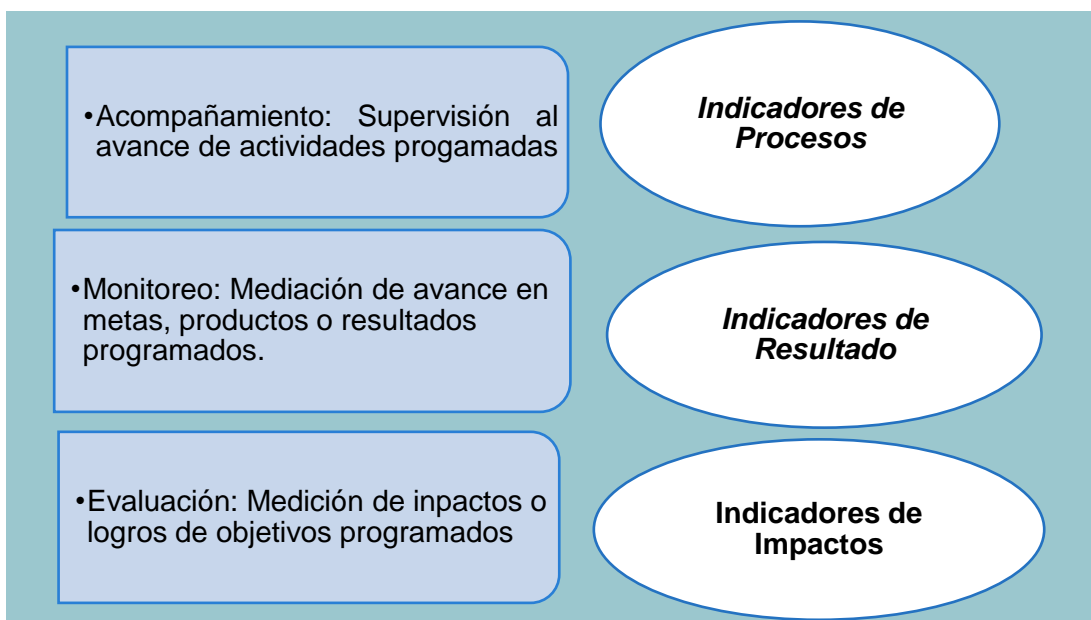 •Acompañamiento: Supervisión al
avance de actividades progamadas
Indicadores de
Procesos
•Monitoreo: Mediación de avance en
metas, productos o resultados
programados.
Indicadores de
Resultado
•Evaluación: Medición de inpactos o
logros de objetivos programados
Indicadores de
Impactos